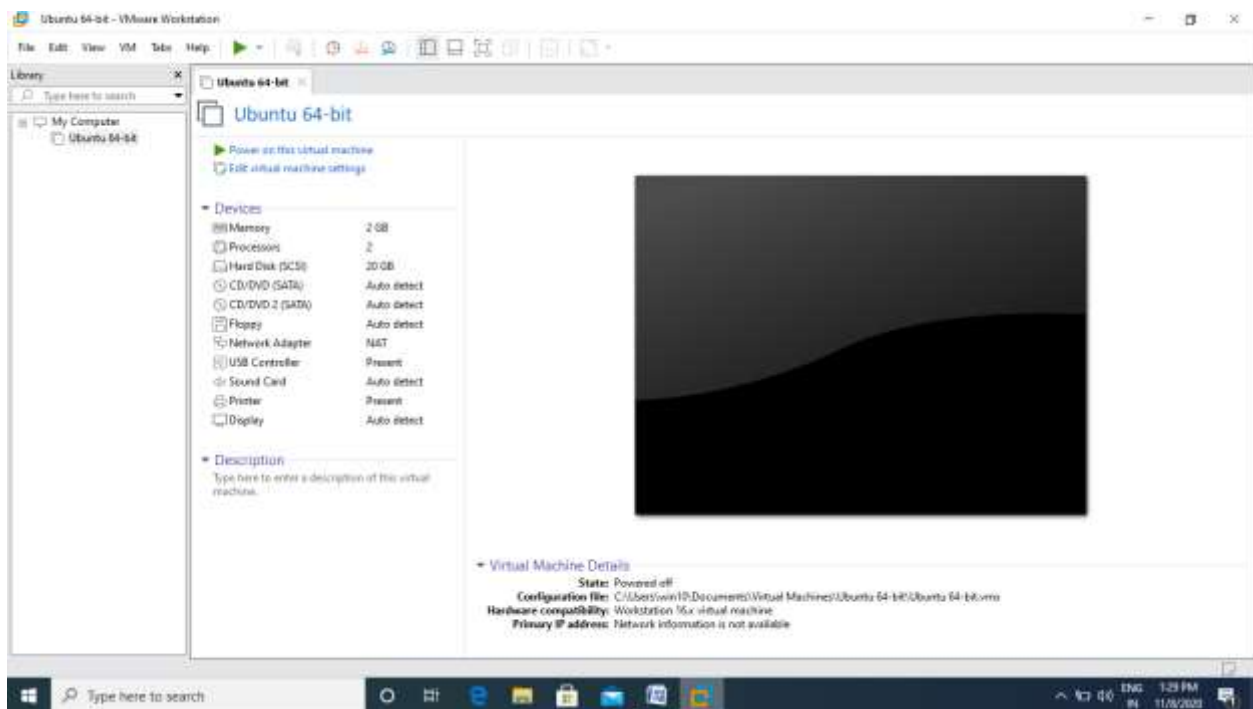 Ubuntu 64-bit - VMware Workstation
File Edit View VM Tabs Help
Library
Type here to search
My Computer
Ubuntu 64-bit
Ubuntu 64-bit
Ubuntu 64-bit
Power on this virtual machine
Edit virtual machine settings
Devices
Memory 2 GB
Processors 2
Hard Disk (SCSI) 20 GB
CD/DVD (SATA) Auto detect
CD/DVD 2 (SATA) Auto detect
Floppy Auto detect
Network Adapter NAT
USB Controller Present
Sound Card Auto detect
Printer Present
Display Auto detect
Description
Type here to enter a description of this virtual
machine.
Virtual Machine Details
State: Powered off
Configuration file: C:\Users\win10\Documents\Virtual Machines\Ubuntu 64-bit\Ubuntu 64-bit.vmx
Hardware compatibility: Workstation 16.x virtual machine
Primary IP address: Network information is not available
Type here to search
ENG
IN
1:29 PM
11/8/2020